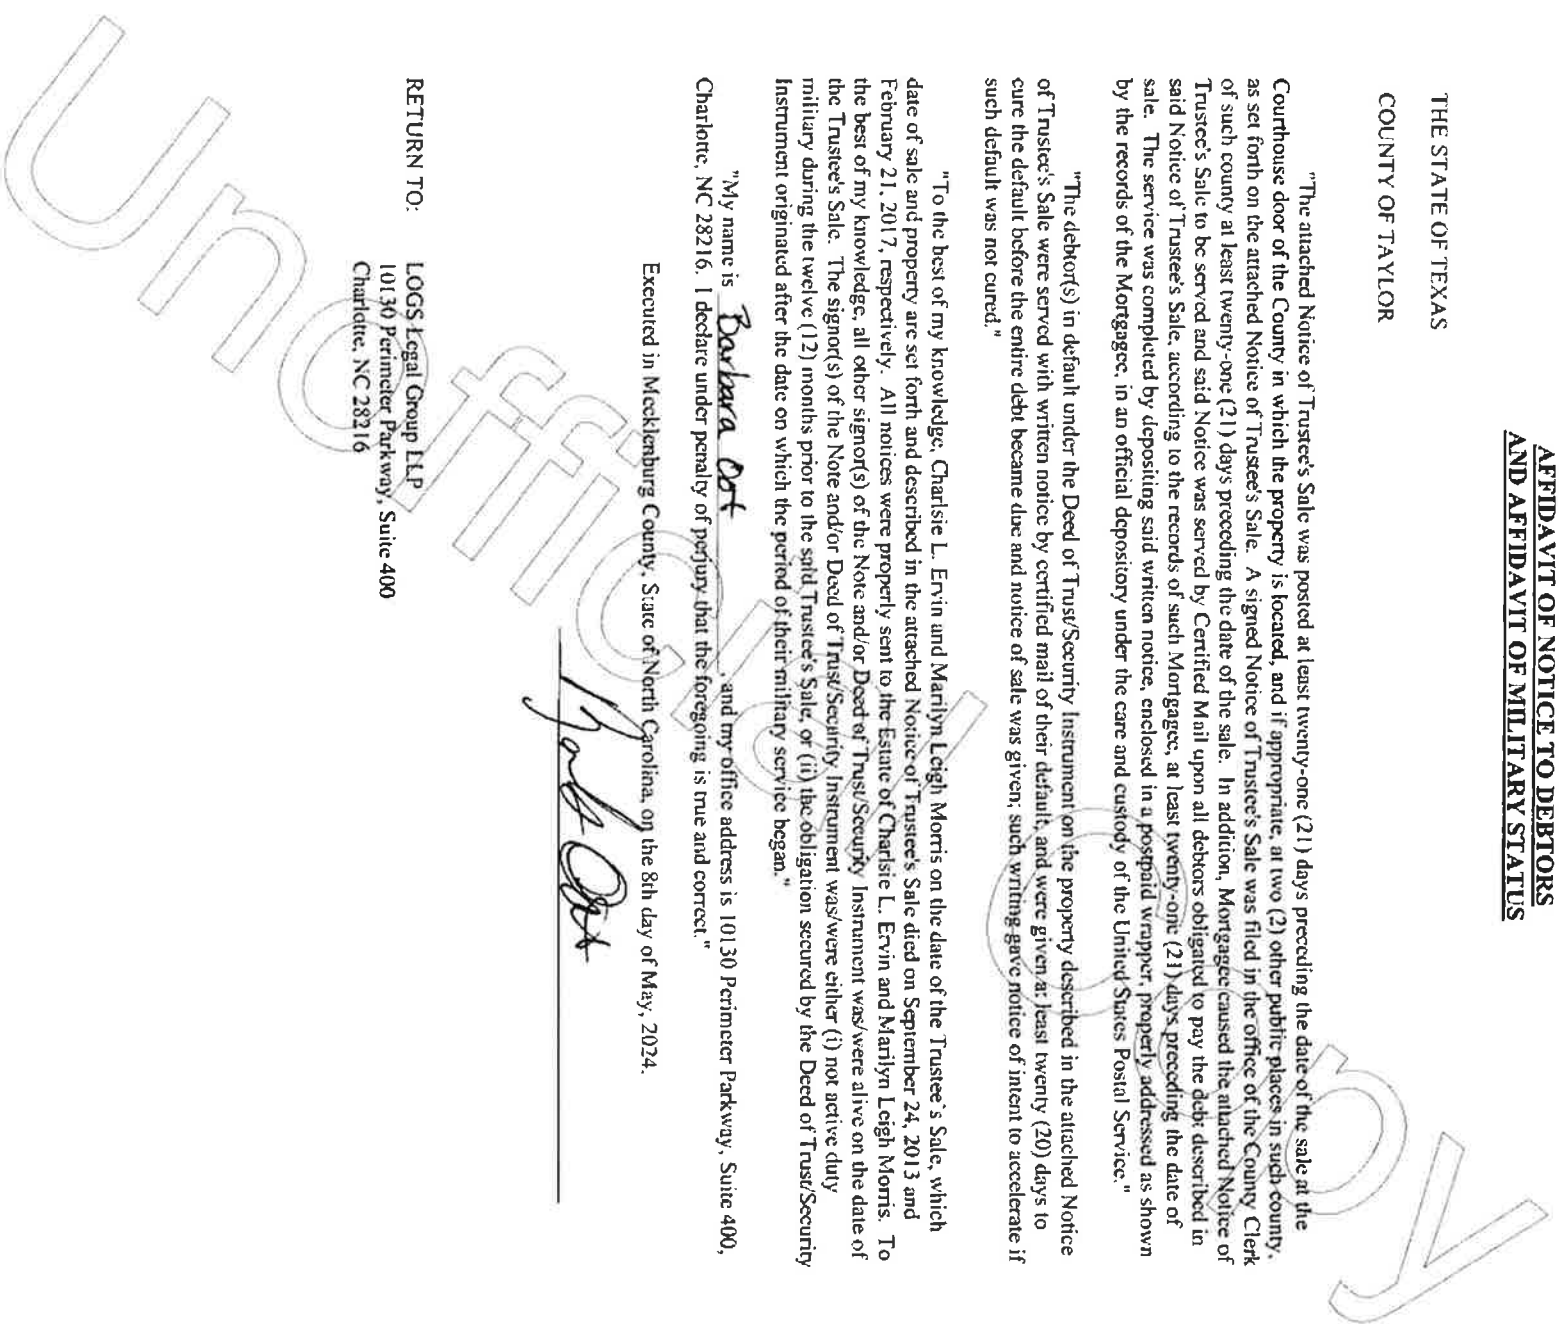 AFFIDAVIT OF NOTICE TO DEBTORS
AND AFFIDAVIT OF MILITARY STATUS
THE STATE OF TEXAS
COUNTY OF TAYLOR
"The attached Notice of Trustee's Sale was posted at least twenty-one (21) days preceding the date of the sale at the
Courthouse door of the County in which the property is located, and if appropriate, at two (2) other public places in such county,
as set forth on the attached Notice of Trustee's Sale. A signed Notice of Trustee's Sale was filed in the office of the County Clerk
of such county at least twenty-one (21) days preceding the date of the sale. In addition, Mortgagee caused the attached Notice of
Trustee's Sale to be served and said Notice was served by Certified Mail upon all debtors obligated to pay the debt described in
said Notice of Trustee's Sale, according to the records of such Mortgagee, at least twenty-one (21) days preceding the date of
sale. The service was completed by depositing said written notice, enclosed in a postpaid wrapper, properly addressed as shown
by the records of the Mortgagee, in an official depository under the care and custody of the United States Postal Service."
"The debtor(s) in default under the Deed of Trust/Security Instrument on the property described in the attached Notice
of Trustee's Sale were served with written notice by certified mail of their default, and were given at least twenty (20) days to
cure the default before the entire debt became due and notice of sale was given; such writing gave notice of intent to accelerate if
such default was not cured."
"To the best of my knowledge, Charlsie L. Ervin and Marilyn Leigh Morris on the date of the Trustee's Sale, which
date of sale and property are set forth and described in the attached Notice of Trustee's Sale died on September 24, 2013 and
February 21, 2017, respectively. All notices were properly sent to the Estate of Charlsie L. Ervin and Marilyn Leigh Morris. To
the best of my knowledge, all other signor(s) of the Note and/or Deed of Trust/Security Instrument was/were alive on the date of
the Trustee's Sale. The signor(s) of the Note and/or Deed of Trust/Security Instrument was/were either (i) not active duty
military during the twelve (12) months prior to the said Trustee's Sale, or (ii) the obligation secured by the Deed of Trust/Security
Instrument originated after the date on which the period of their military service began."
"My name is Barbara Ost, and my office address is 10130 Perimeter Parkway, Suite 400,
Charlotte, NC 28216. I declare under penalty of perjury that the foregoing is true and correct."
Executed in Mecklenburg County, State of North Carolina, on the 8th day of May, 2024.
RETURN TO: LOGS Legal Group LLP
10130 Perimeter Parkway, Suite 400
Charlotte, NC 28216
Unofficial Copy